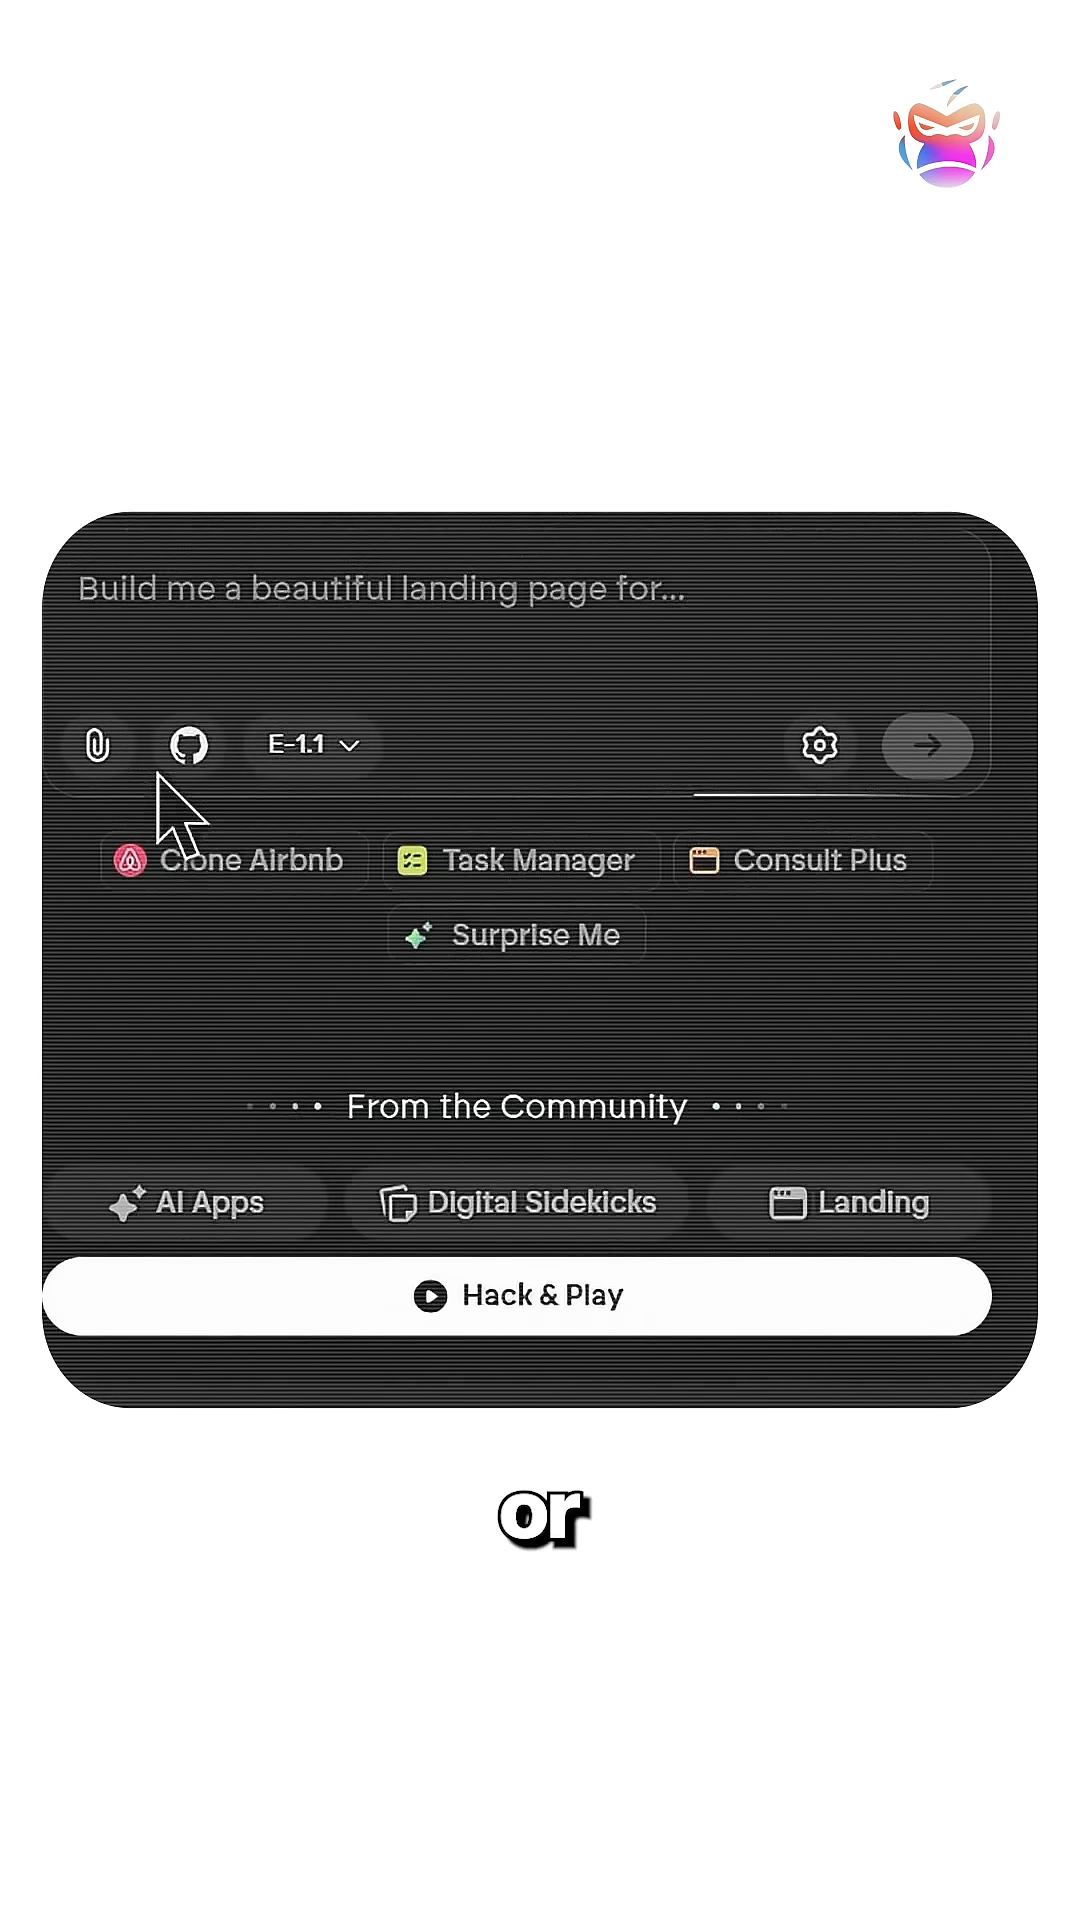 Build me a beautiful landing page for...
E-1.1
Clone Airbnb
Task Manager
Consult Plus
Surprise Me
From the Community
AI Apps
Digital Sidekicks
Landing
Hack & Play
or